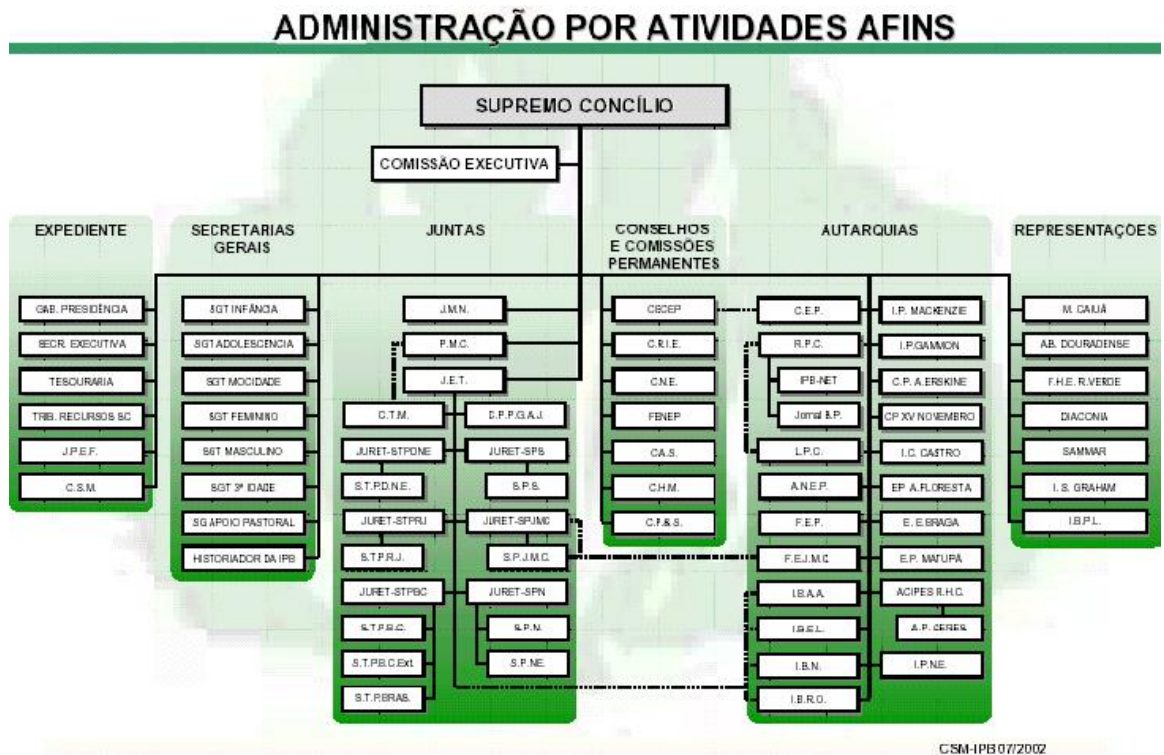 ADMINISTRAÇÃO POR ATIVIDADES AFINS
SUPREMO CONCÍLIO
COMISSÃO EXECUTIVA
EXPEDIENTE
GAB. PRESIDÊNCIA
SECR. EXECUTIVA
TESOURARIA
TRIB. RECURSOS SC
J.P.E.F.
C.S.M.
SECRETARIAS
GERAIS
SGT INFÂNCIA
SGT ADOLESCÊNCIA
SGT MOCIDADE
SGT FEMININO
SGT MASCULINO
SGT 3ª IDADE
SG APOIO PASTORAL
HISTORIADOR DA IPB
JUNTAS
J.M.N.
P.M.C.
J.E.T.
C.T.M.
JURET-STPDNE
S.T.P.D.N.E.
JURET-STPRJ
S.T.P.R.J.
JURET-STPBC
S.T.P.B.C.
S.T.P.B.C.Ext.
S.T.P.BRAS.
C.P.P.G.A.J.
JURET-SPS
S.P.S.
JURET-SPJMC
S.P.J.M.C.
JURET-SPN
S.P.N.
S.P.NE.
CONSELHOS
E COMISSÕES
PERMANENTES
CECEP
C.R.I.E.
C.N.E.
FENEP
C.A.S.
C.H.M.
C.P.&S.
AUTARQUIAS
C.E.P.
R.P.C.
IPB-NET
Jornal B.P.
L.P.C.
A.N.E.P.
F.E.P.
F.E.J.M.C.
I.B.A.A.
I.B.E.L.
I.B.N.
I.B.R.O.
I.P. MACKENZIE
I.P.GAMMON
C.P. A.ERSKINE
CP XV NOVEMBRO
I.C. CASTRO
EP A.FLORESTA
E. E.BRAGA
E.P. MATUPÁ
ACIPES R.H.C.
A.P. CERES
I.P.N.E.
REPRESENTAÇÕES
M. CAIUÁ
AB. DOURADENSE
F.H.E. R.VERDE
DIACONIA
SAMMAR
I. S. GRAHAM
I.B.P.L.
CSM-IPB 07/2002